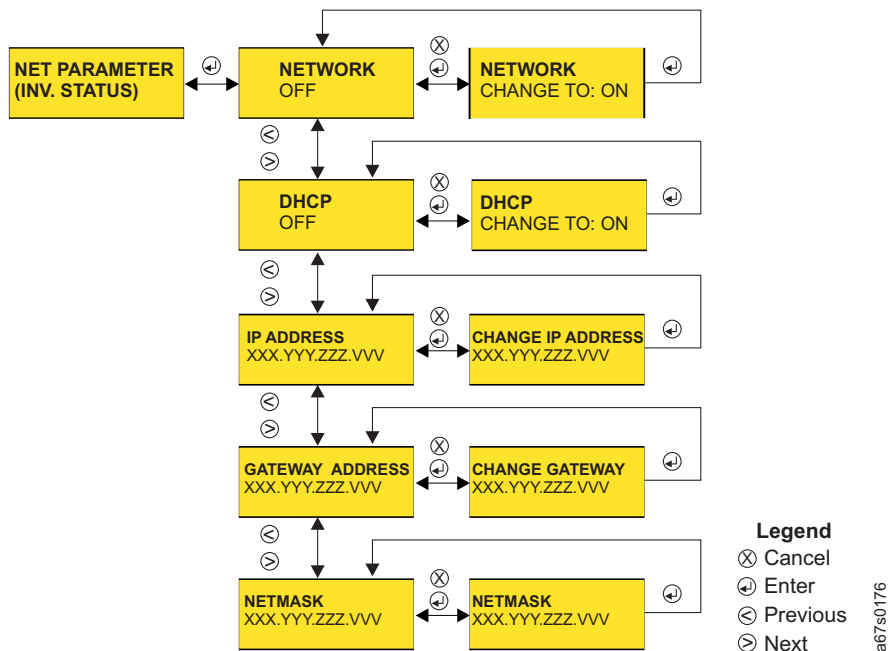 NET PARAMETER
(INV. STATUS)
NETWORK
OFF
NETWORK
CHANGE TO: ON
DHCP
OFF
DHCP
CHANGE TO: ON
IP ADDRESS
XXX.YYY.ZZZ.VVV
CHANGE IP ADDRESS
XXX.YYY.ZZZ.VVV
GATEWAY ADDRESS
XXX.YYY.ZZZ.VVV
CHANGE GATEWAY
XXX.YYY.ZZZ.VVV
NETMASK
XXX.YYY.ZZZ.VVV
NETMASK
XXX.YYY.ZZZ.VVV
Legend
Cancel
Enter
Previous
Next
a67s0176